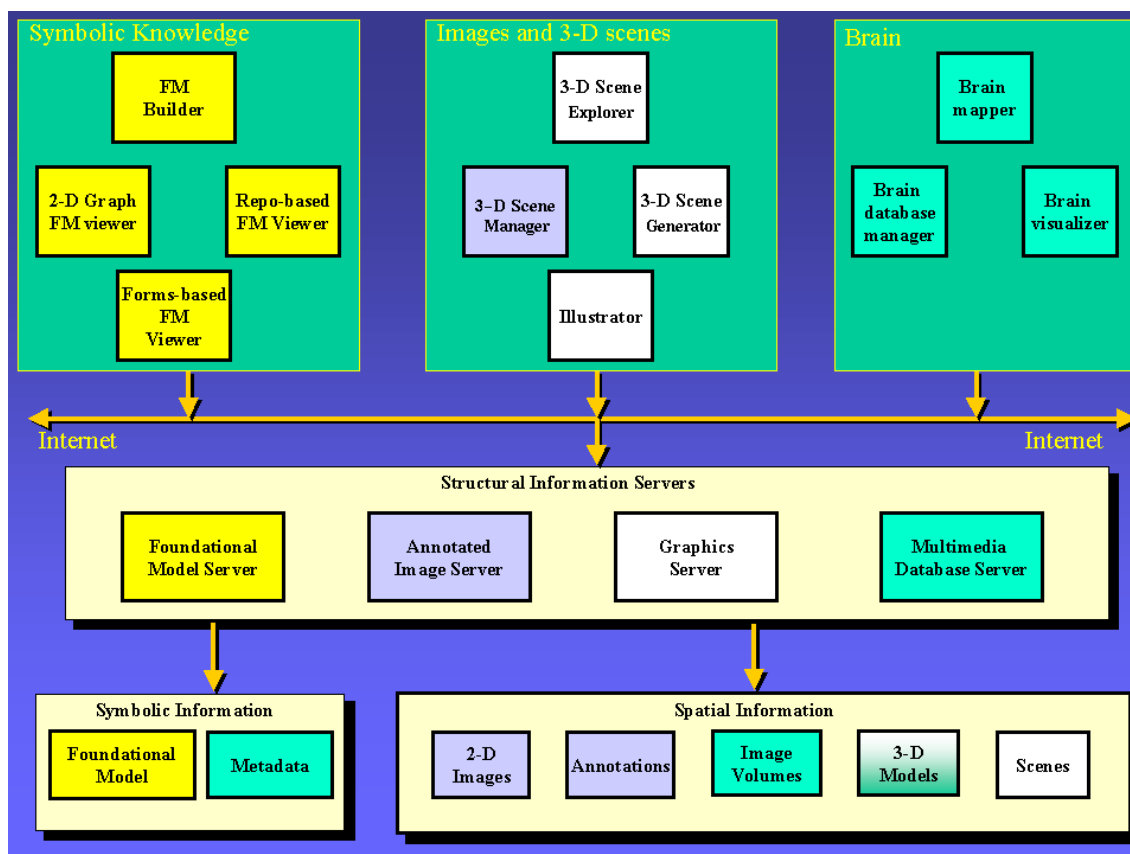 Symbolic Knowledge
FM
Builder
2-D Graph
FM viewer
Repo-based
FM Viewer
Forms-based
FM
Viewer
Images and 3-D scenes
3-D Scene
Explorer
3-D Scene
Manager
3-D Scene
Generator
Illustrator
Brain
Brain
mapper
Brain
database
manager
Brain
visualizer
Internet
Internet
Structural Information Servers
Foundational
Model Server
Annotated
Image Server
Graphics
Server
Multimedia
Database Server
Symbolic Information
Foundational
Model
Metadata
Spatial Information
2-D
Images
Annotations
Image
Volumes
3-D
Models
Scenes